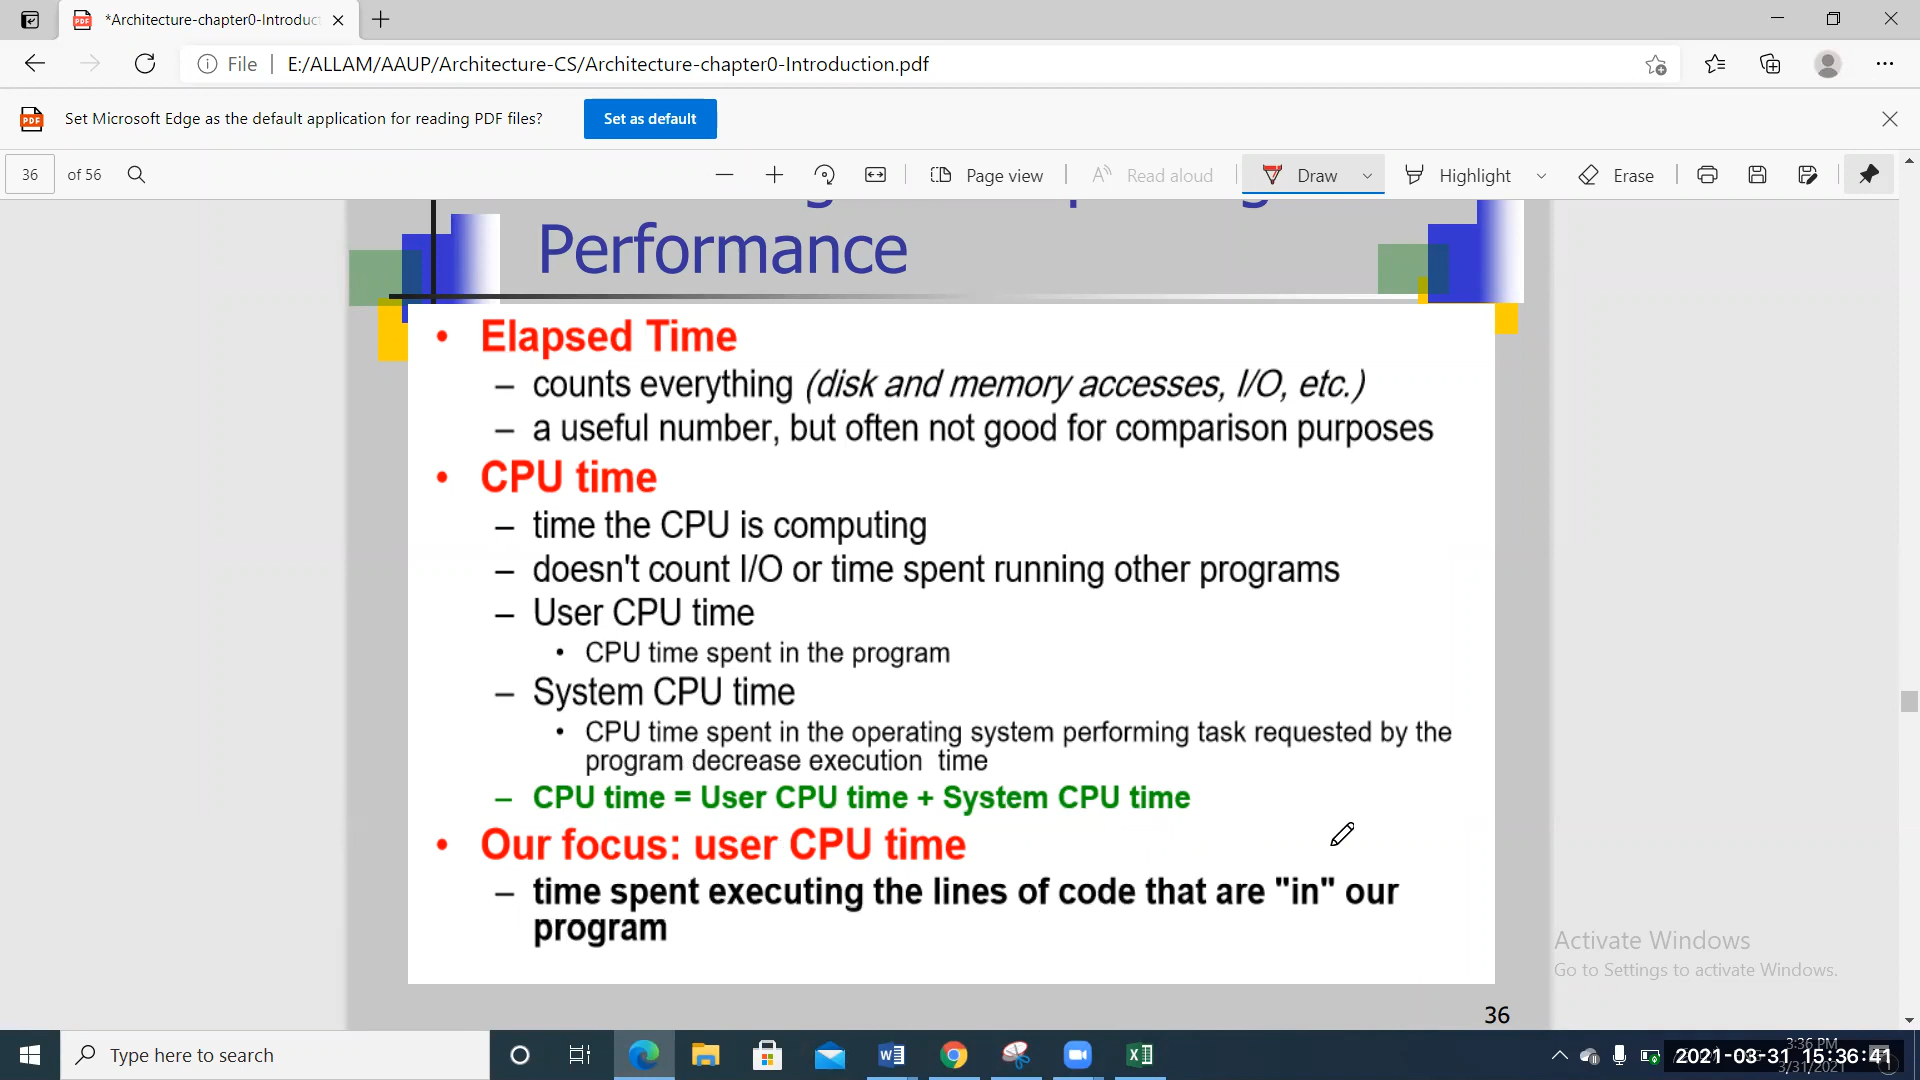 *Architecture-chapter0-Introduc
File
E:/ALLAM/AAUP/Architecture-CS/Architecture-chapter0-Introduction.pdf
Set Microsoft Edge as the default application for reading PDF files?
Set as default
36 of 56
Page view
Read aloud
Draw
Highlight
Erase
Performance
• Elapsed Time
– counts everything (disk and memory accesses, I/O, etc.)
– a useful number, but often not good for comparison purposes
• CPU time
– time the CPU is computing
– doesn't count I/O or time spent running other programs
– User CPU time
• CPU time spent in the program
– System CPU time
• CPU time spent in the operating system performing task requested by the
program decrease execution time
– CPU time = User CPU time + System CPU time
• Our focus: user CPU time
– time spent executing the lines of code that are "in" our
program
Activate Windows
Go to Settings to activate Windows.
36
Type here to search
3:36 PM
2021-03-31 15:36:41
3/31/2021